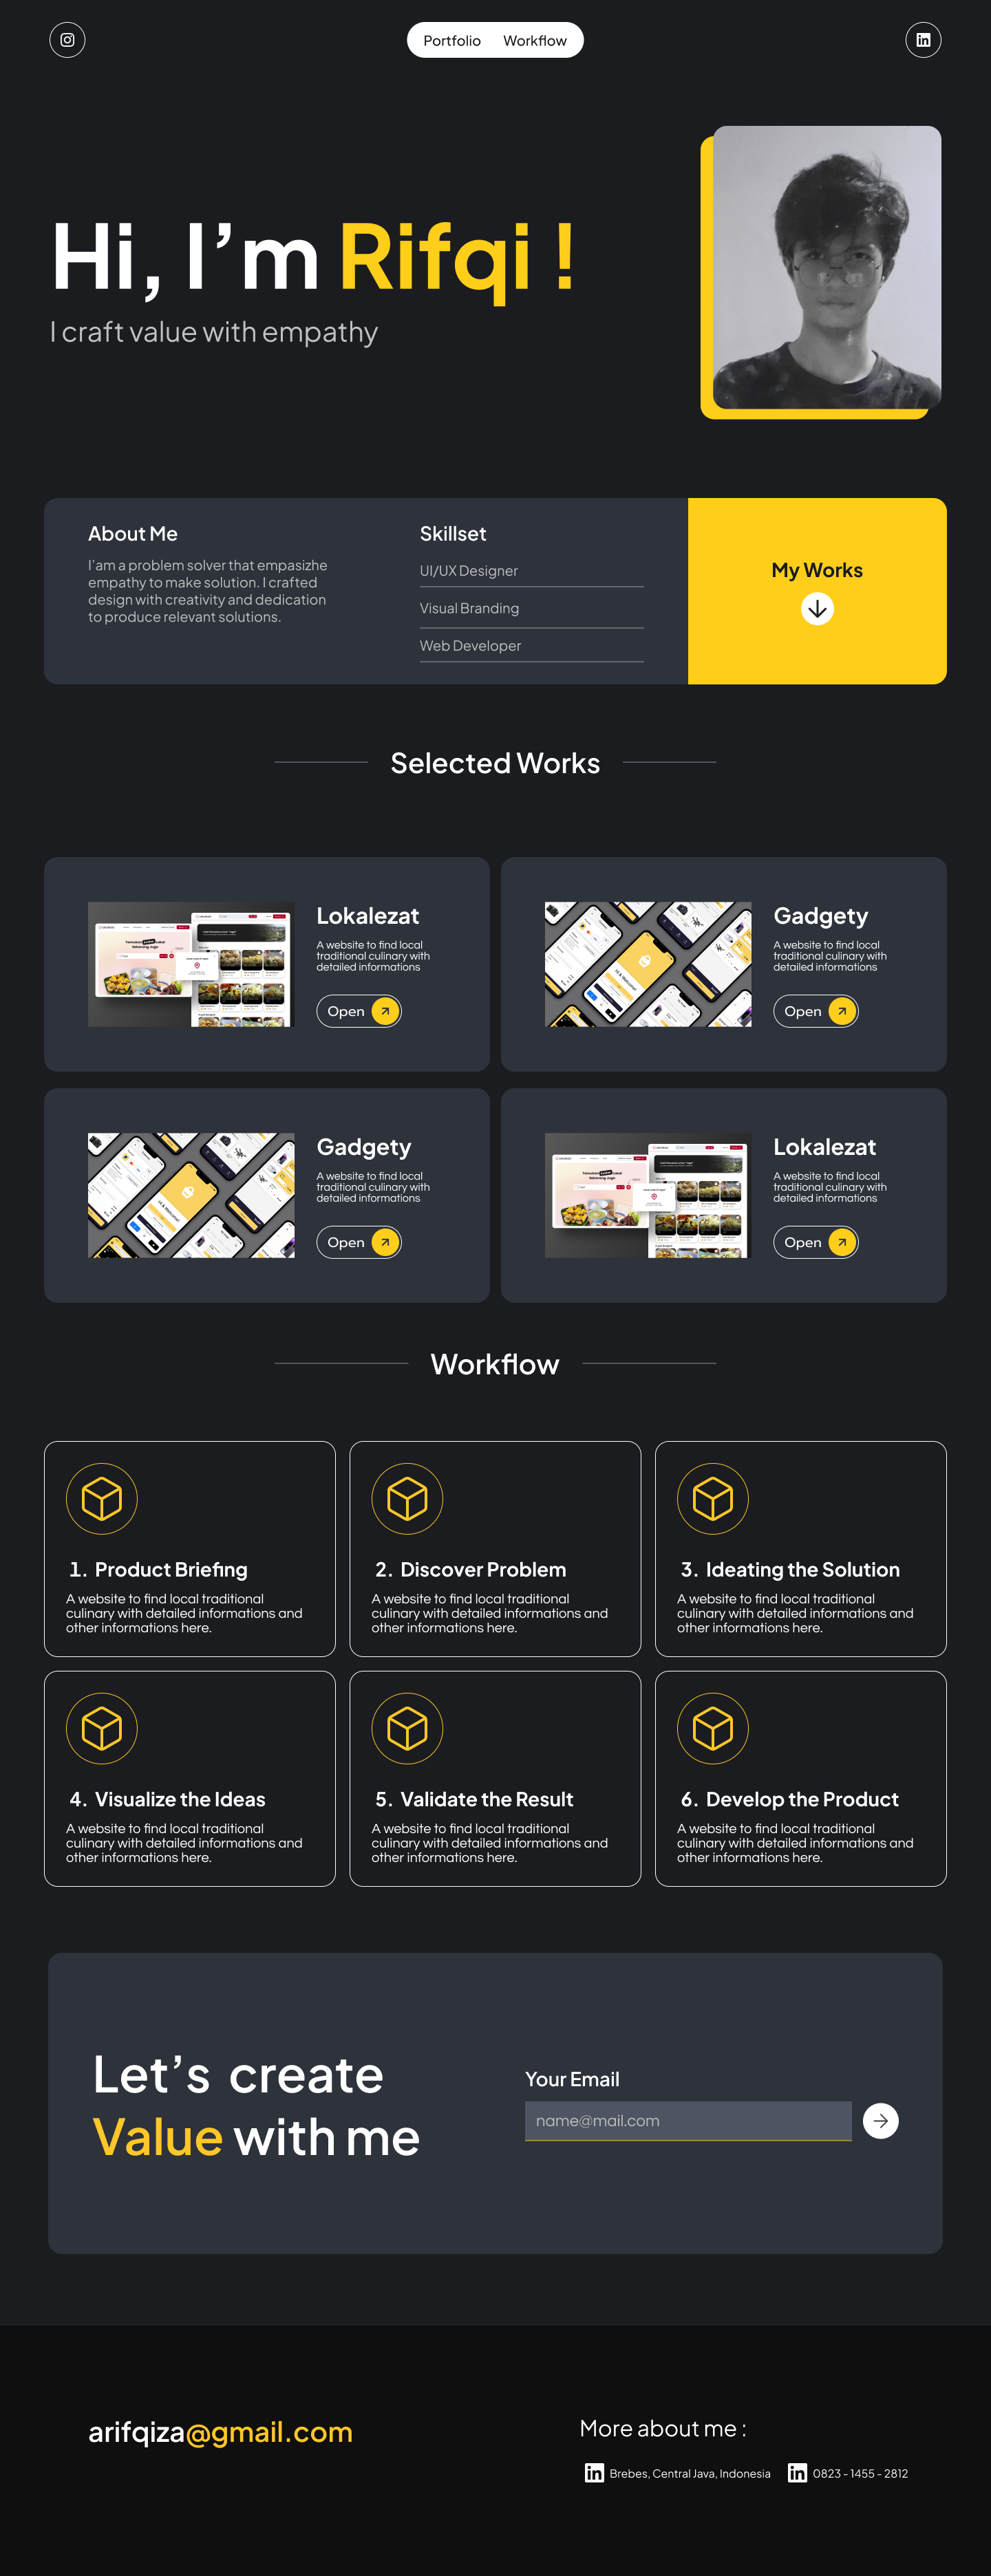 Portfolio Workflow
Hi, I’m Rifqi !
I craft value with empathy
About Me
I’am a problem solver that empasizhe
empathy to make solution. I crafted
design with creativity and dedication
to produce relevant solutions.
Skillset
UI/UX Designer
Visual Branding
Web Developer
My Works
Selected Works
Lokalezat
A website to find local
traditional culinary with
detailed informations
Open
Gadgety
A website to find local
traditional culinary with
detailed informations
Open
Gadgety
A website to find local
traditional culinary with
detailed informations
Open
Lokalezat
A website to find local
traditional culinary with
detailed informations
Open
Workflow
1. Product Briefing
A website to find local traditional
culinary with detailed informations and
other informations here.
2. Discover Problem
A website to find local traditional
culinary with detailed informations and
other informations here.
3. Ideating the Solution
A website to find local traditional
culinary with detailed informations and
other informations here.
4. Visualize the Ideas
A website to find local traditional
culinary with detailed informations and
other informations here.
5. Validate the Result
A website to find local traditional
culinary with detailed informations and
other informations here.
6. Develop the Product
A website to find local traditional
culinary with detailed informations and
other informations here.
Let’s create
Value with me
Your Email
name@mail.com
arifqiza@gmail.com
More about me :
Brebes, Central Java, Indonesia
0823 - 1455 - 2812